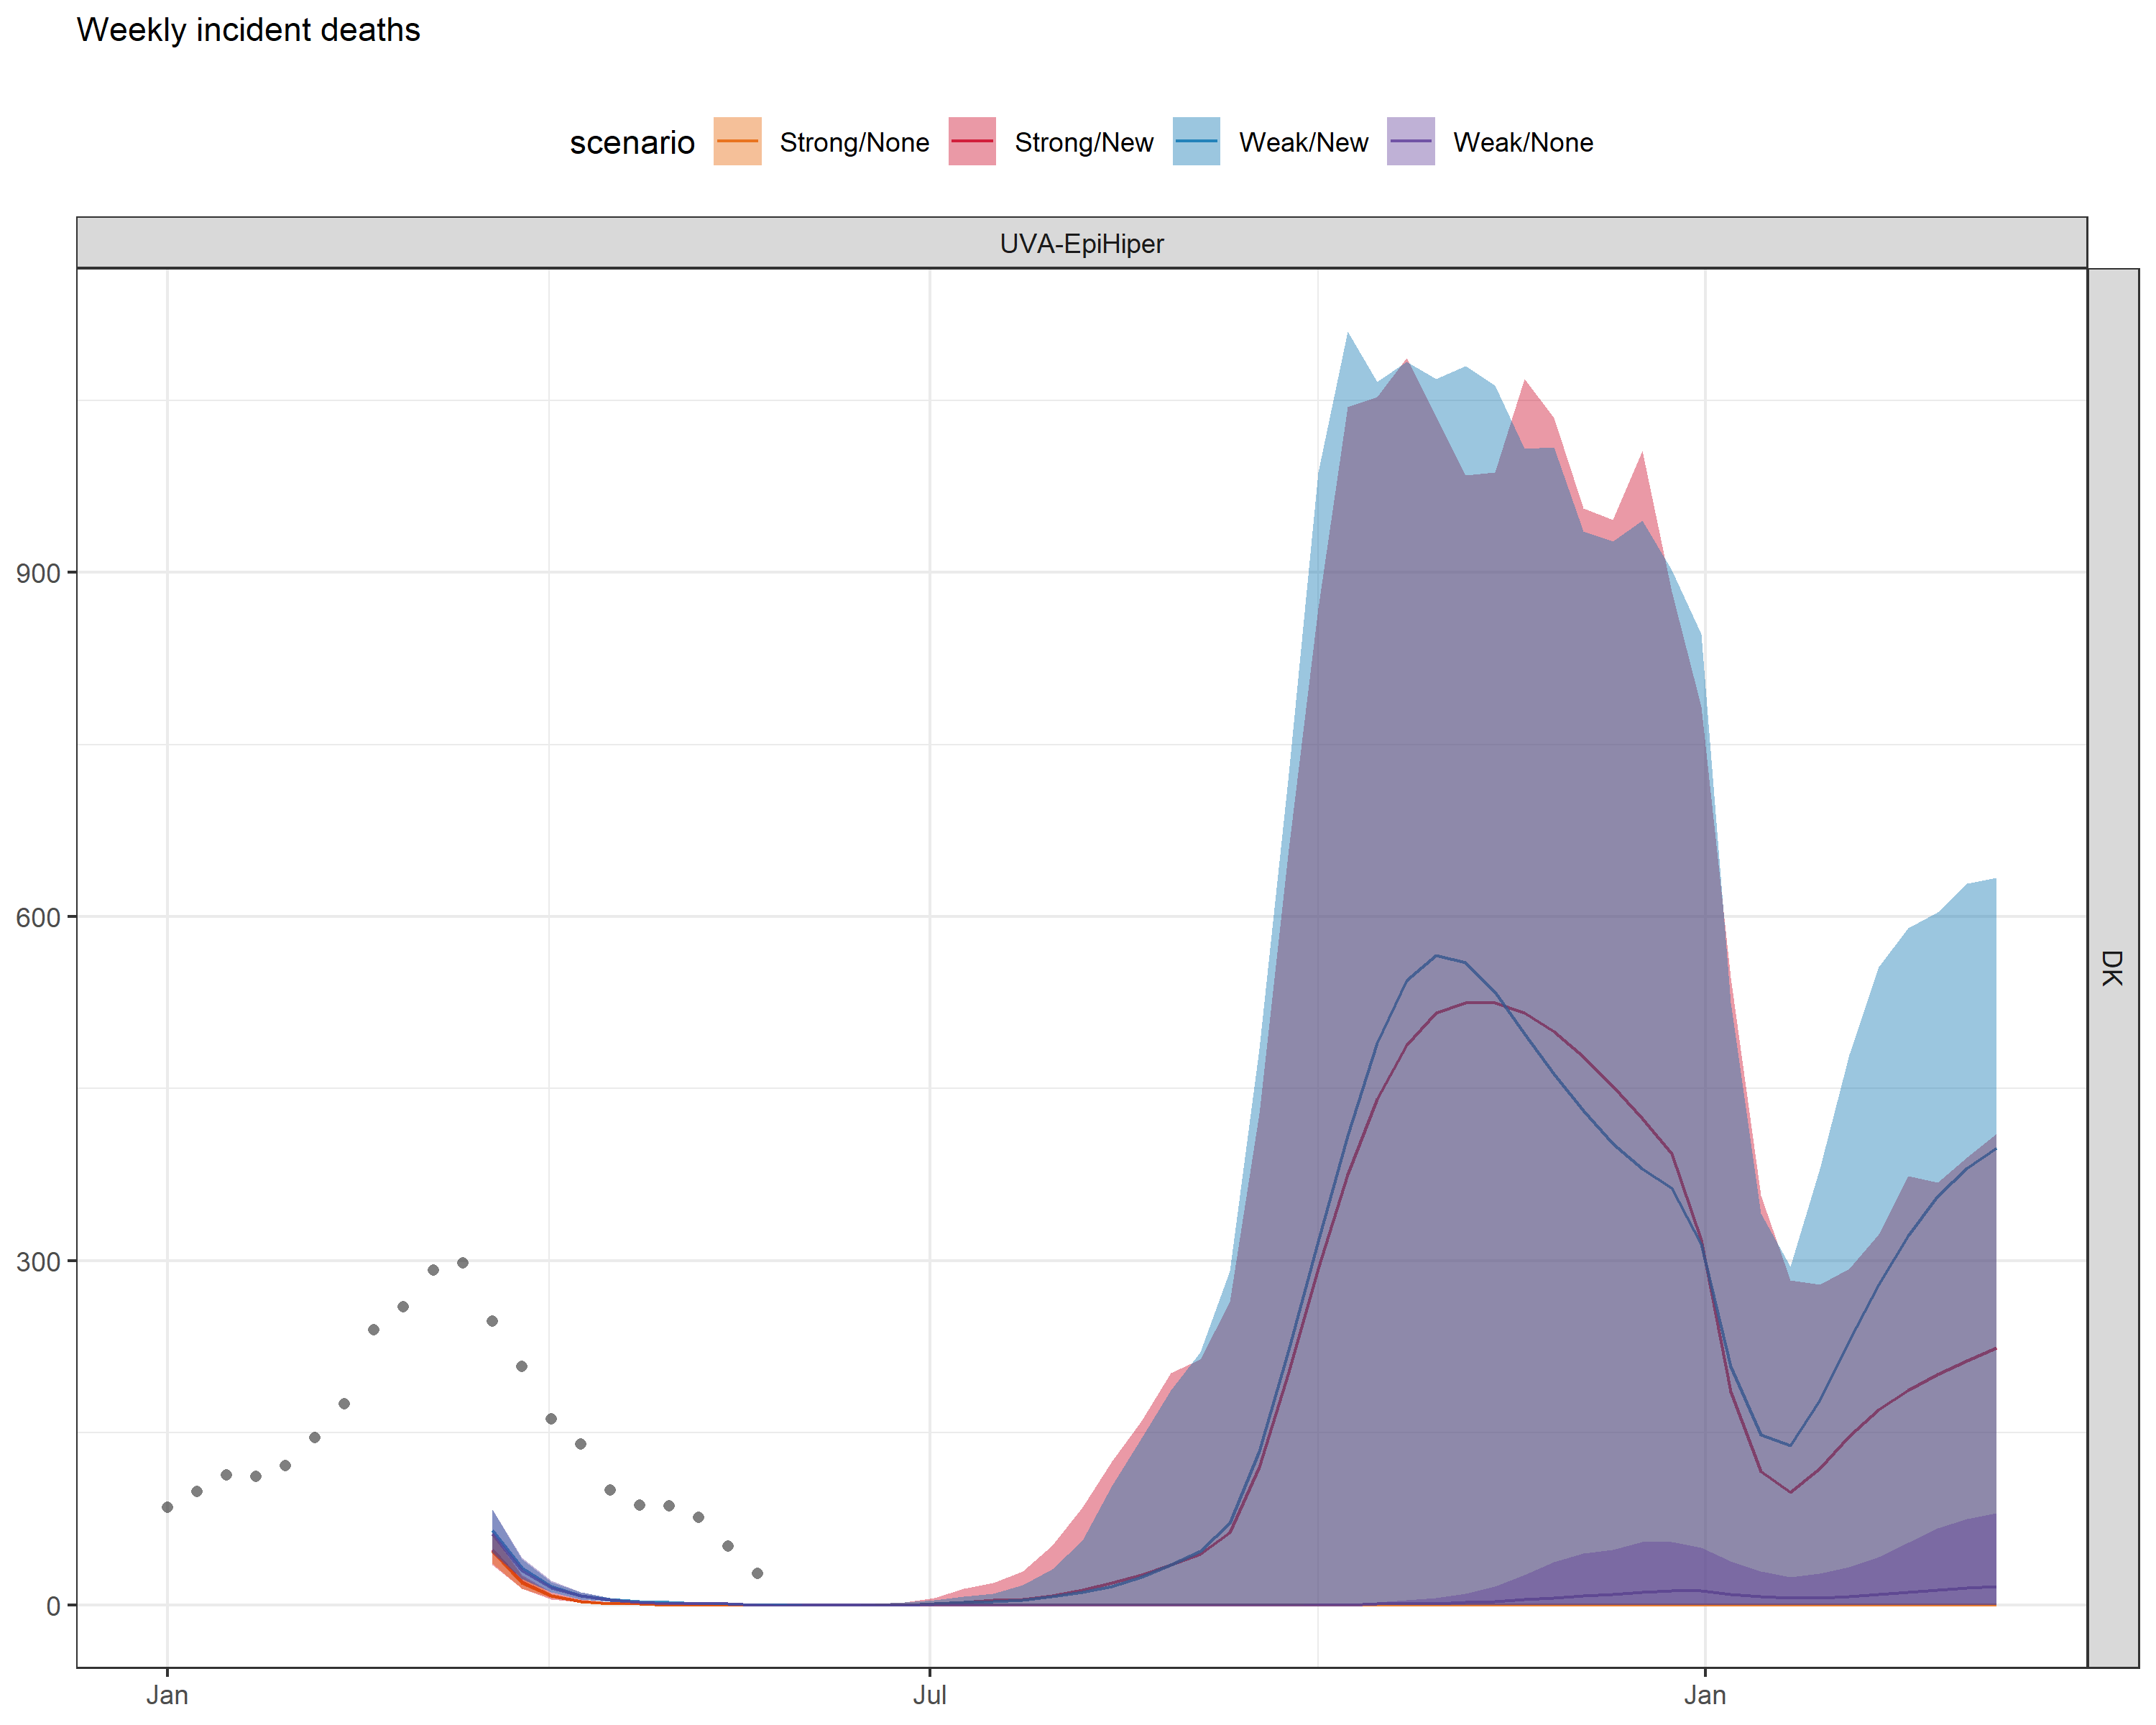 Weekly incident deaths
scenario Strong/None Strong/New Weak/New Weak/None
UVA-EpiHiper
DK
900
600
300
0
Jan Jul Jan